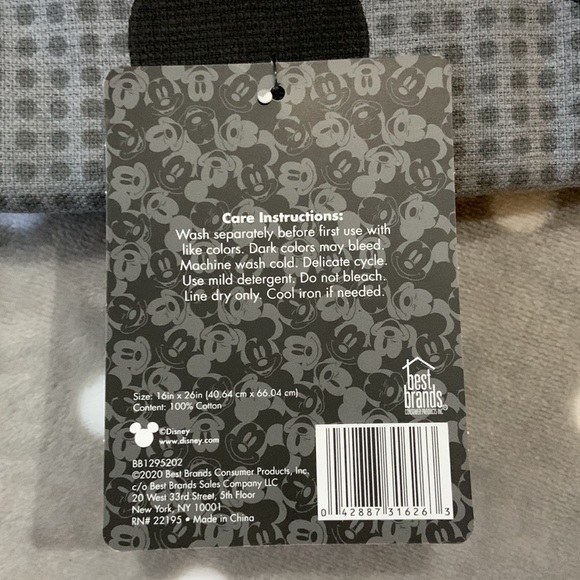 Care Instructions:
Wash separately before first use with
like colors. Dark colors may bleed.
Machine wash cold. Delicate cycle.
Use mild detergent. Do not bleach.
Line dry only. Cool iron if needed.
best
brands®
CONSUMER PRODUCTS INC.
Size: 16in x 26in (40.64 cm x 66.04 cm)
Content: 100% Cotton
©Disney
www.disney.com
BB1295202
©2020 Best Brands Consumer Products, Inc.
c/o Best Brands Sales Company LLC
20 West 33rd Street, 5th Floor
New York, NY 10001
RN# 22195 • Made in China
0 42887 31626 3